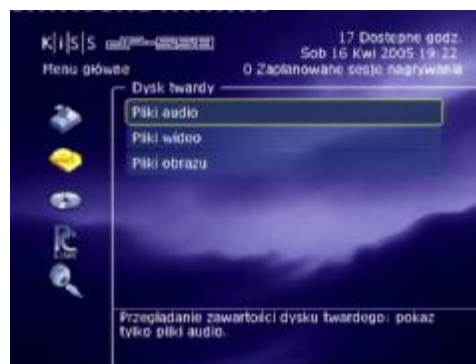 KiSS
17 Dostępne godz.
Sob 16 Kwi 2005 19:22
Menu główne
0 Zaplanowane sesje nagrywania
Dysk twardy
Pliki audio
Pliki wideo
Pliki obrazu
PC
Przeglądanie zawartości dysku twardego: pokaż
tylko pliki audio.